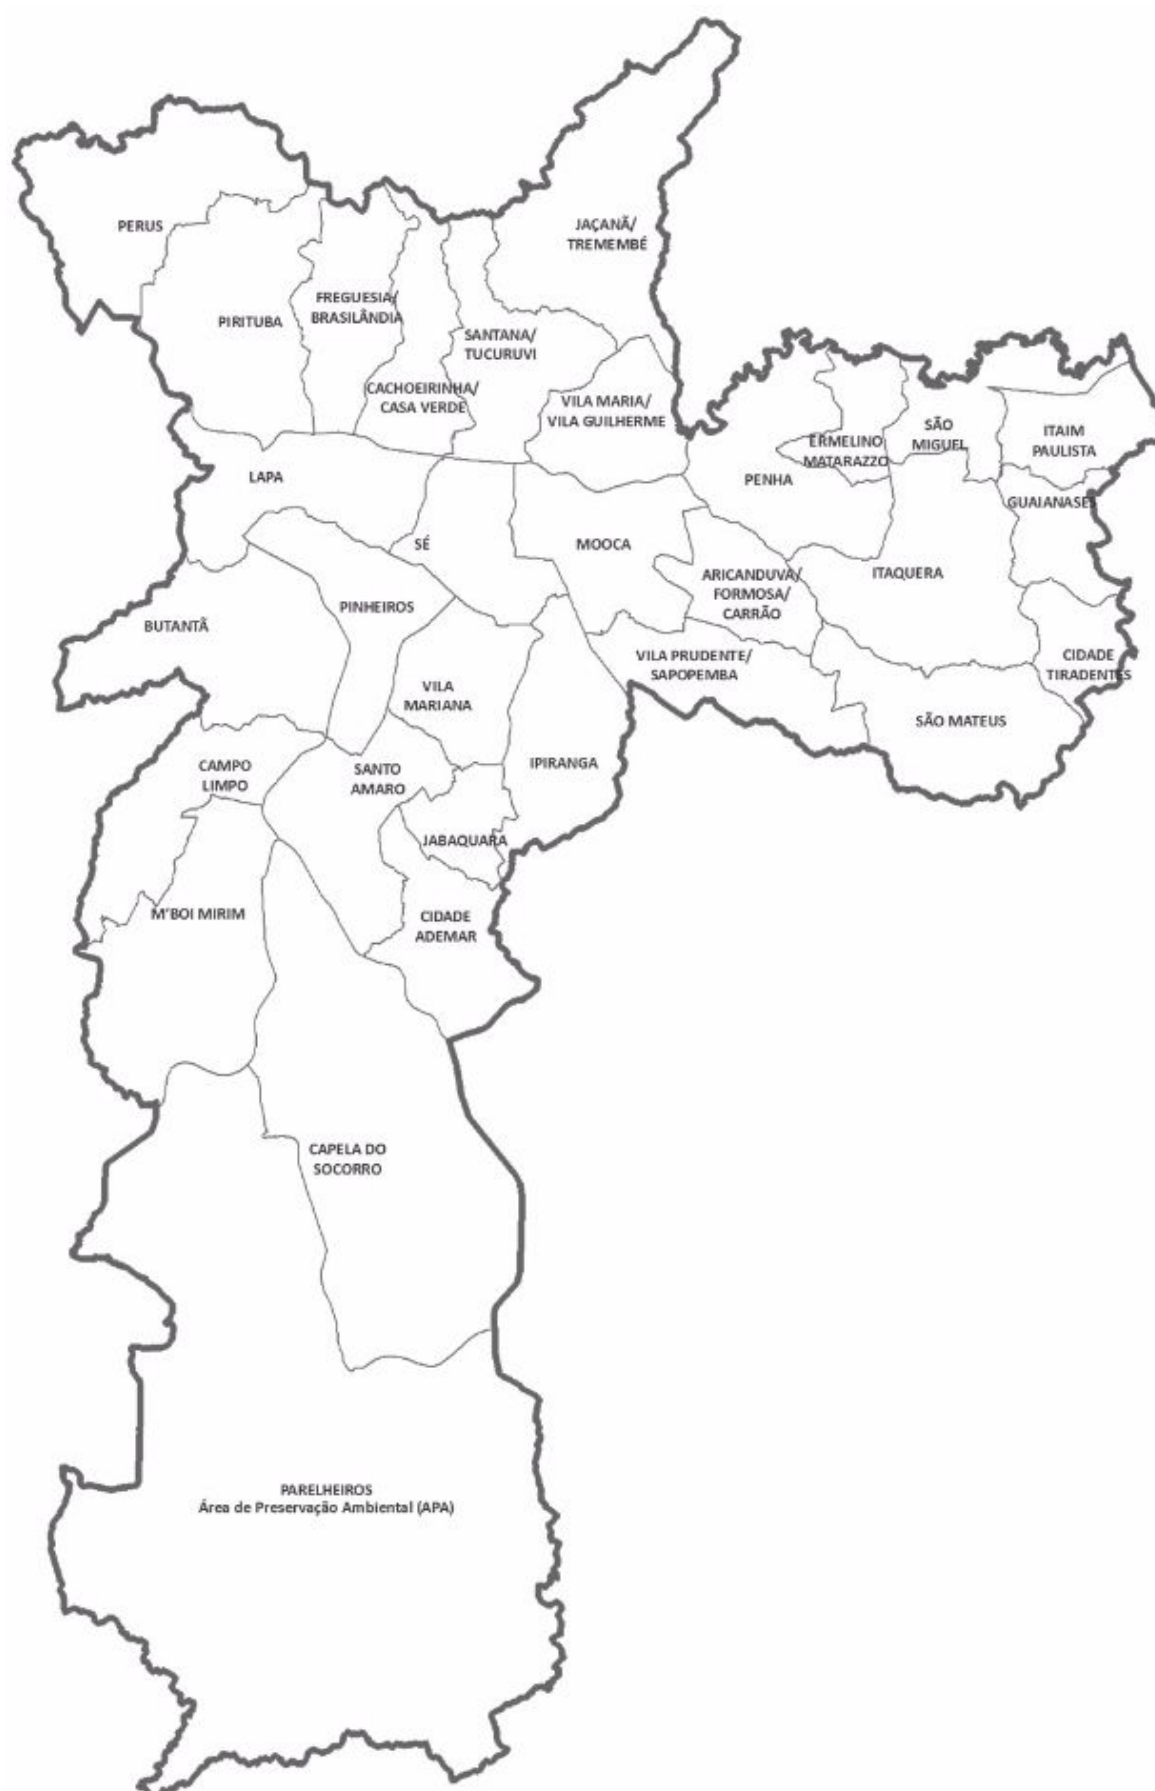 PERUS
JAÇANÃ/
TREMEMBÉ
PIRITUBA
FREGUESIA/
BRASILÂNDIA
SANTANA/
TUCURUVI
CACHOEIRINHA/
CASA VERDE
VILA MARIA/
VILA GUILHERME
ERMELINO
MATARAZZO
SÃO
MIGUEL
ITAIM
PAULISTA
LAPA
PENHA
GUAIANASES
SÉ
MOOCA
ARICANDUVA/
FORMOSA/
CARRÃO
ITAQUERA
BUTANTÂ
PINHEIROS
VILA PRUDENTE/
SAPOPEMBA
CIDADE
TIRADENTES
VILA
MARIANA
SÃO MATEUS
CAMPO
LIMPO
SANTO
AMARO
IPIRANGA
JABAQUARA
M'BOI MIRIM
CIDADE
ADEMAR
CAPELA DO
SOCORRO
PARELHEIROS
Área de Preservação Ambiental (APA)